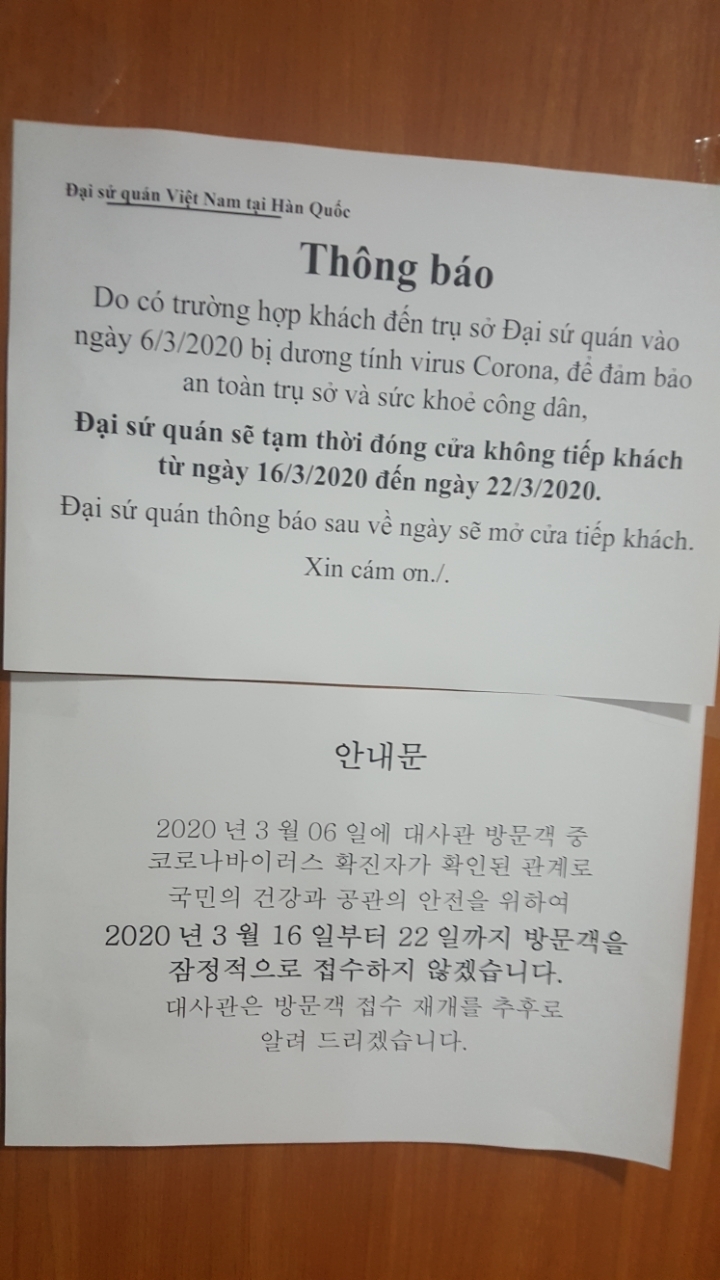 Đại sứ quán Việt Nam tại Hàn Quốc
Thông báo
Do có trường hợp khách đến trụ sở Đại sứ quán vào
ngày 6/3/2020 bị dương tính virus Corona, để đảm bảo
an toàn trụ sở và sức khoẻ công dân,
Đại sứ quán sẽ tạm thời đóng cửa không tiếp khách
từ ngày 16/3/2020 đến ngày 22/3/2020.
Đại sứ quán thông báo sau về ngày sẽ mở cửa tiếp khách.
Xin cám ơn./.
안내문
2020 년 3 월 06 일에 대사관 방문객 중
코로나바이러스 확진자가 확인된 관계로
국민의 건강과 공관의 안전을 위하여
2020 년 3 월 16 일부터 22 일까지 방문객을
잠정적으로 접수하지 않겠습니다.
대사관은 방문객 접수 재개를 추후로
알려 드리겠습니다.